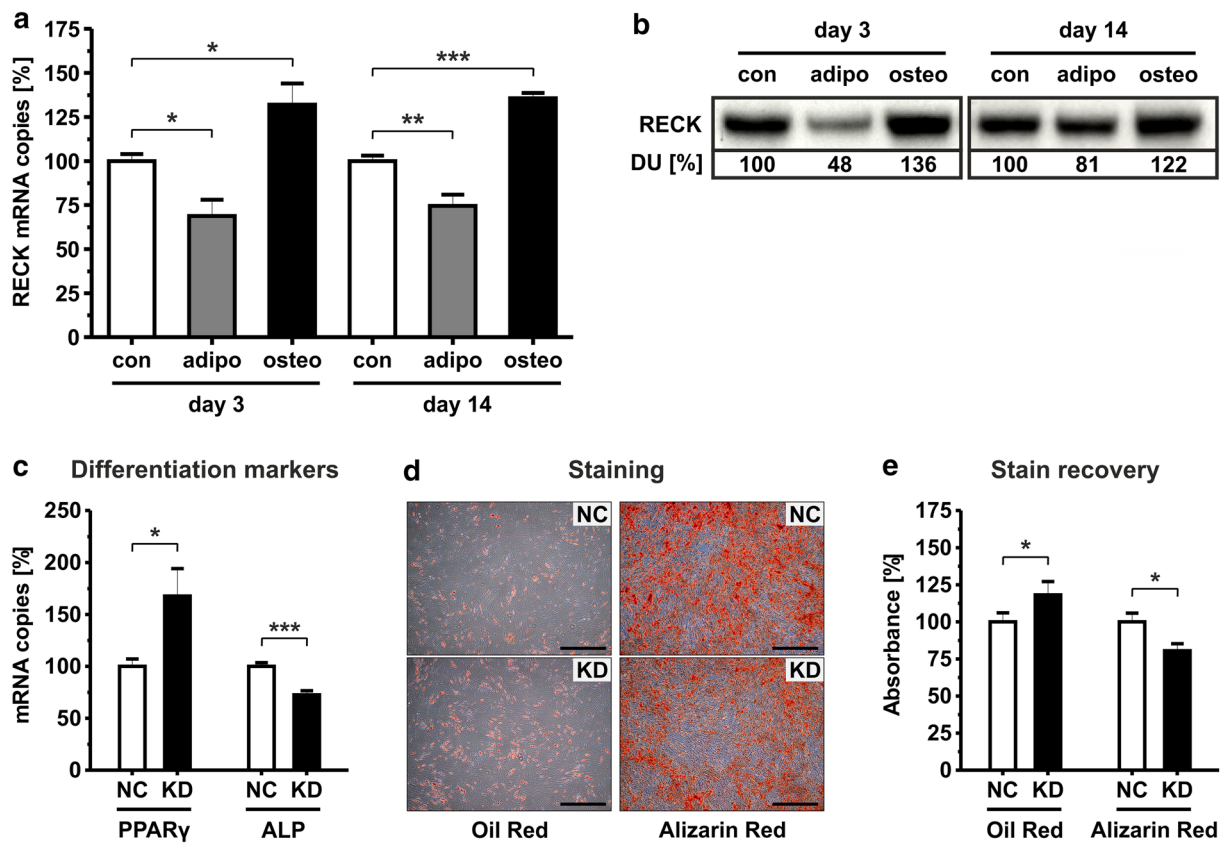 a
RECK mRNA copies [%]
175
150
125
100
75
50
25
0
*
*
***
**
con adipo osteo con adipo osteo
day 3 day 14
b
day 3 day 14
con adipo osteo con adipo osteo
RECK
DU [%] 100 48 136 100 81 122
c Differentiation markers
mRNA copies [%]
250
200
150
100
50
0
*
***
NC KD NC KD
PPARγ ALP
d Staining
NC NC
KD KD
Oil Red Alizarin Red
e Stain recovery
Absorbance [%]
175
150
125
100
75
50
25
0
*
*
NC KD NC KD
Oil Red Alizarin Red